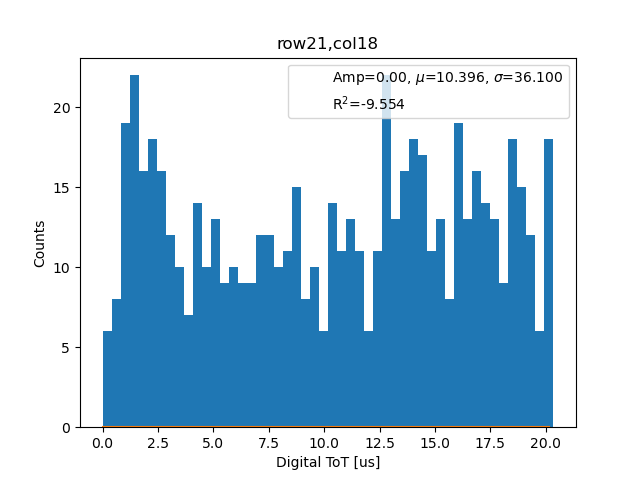 row21,col18
Amp=0.00, μ=10.396, σ=36.100
R²=-9.554
Counts
20
15
10
5
0
0.0 2.5 5.0 7.5 10.0 12.5 15.0 17.5 20.0
Digital ToT [us]